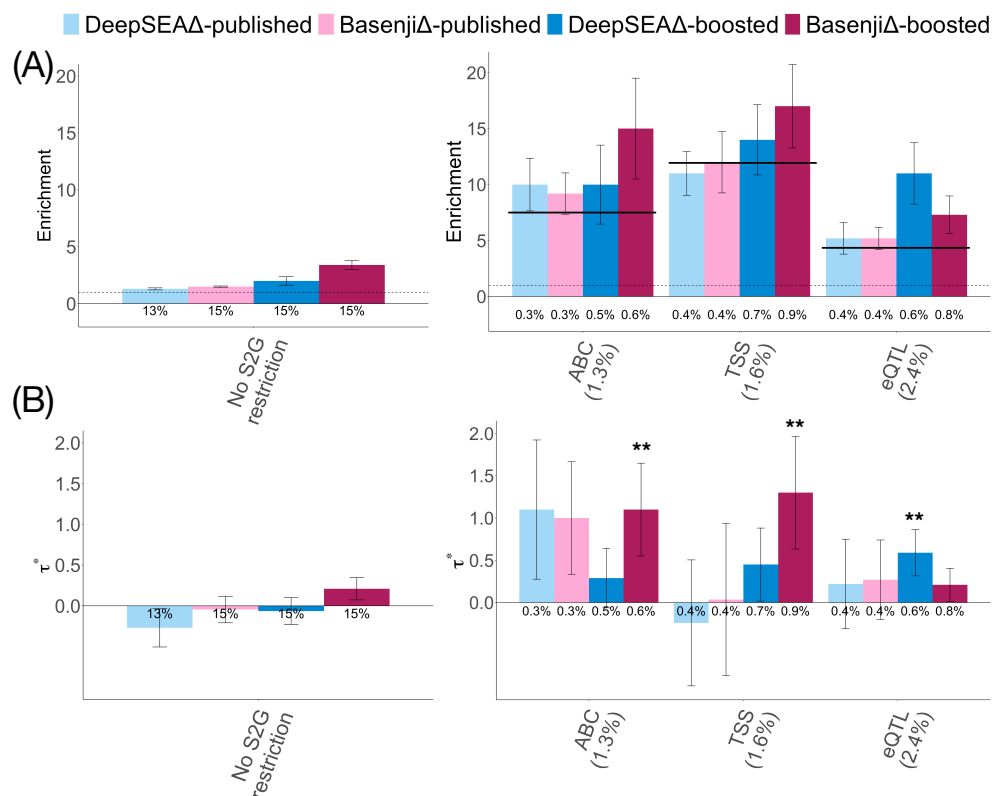 DeepSEAΔ-published BasenjiΔ-published DeepSEAΔ-boosted BasenjiΔ-boosted
(A)
Enrichment
20
15
10
5
0
13% 15% 15% 15%
No S2G
restriction
Enrichment
20
15
10
5
0
0.3% 0.3% 0.5% 0.6% 0.4% 0.4% 0.7% 0.9% 0.4% 0.4% 0.6% 0.8%
ABC
(1.3%)
TSS
(1.6%)
eQTL
(2.4%)
(B)
τ*
2.0
1.5
1.0
0.5
0.0
13% 15% 15% 15%
No S2G
restriction
τ*
2.0
1.5
1.0
0.5
0.0
** ** **
0.3% 0.3% 0.5% 0.6% 0.4% 0.4% 0.7% 0.9% 0.4% 0.4% 0.6% 0.8%
ABC
(1.3%)
TSS
(1.6%)
eQTL
(2.4%)